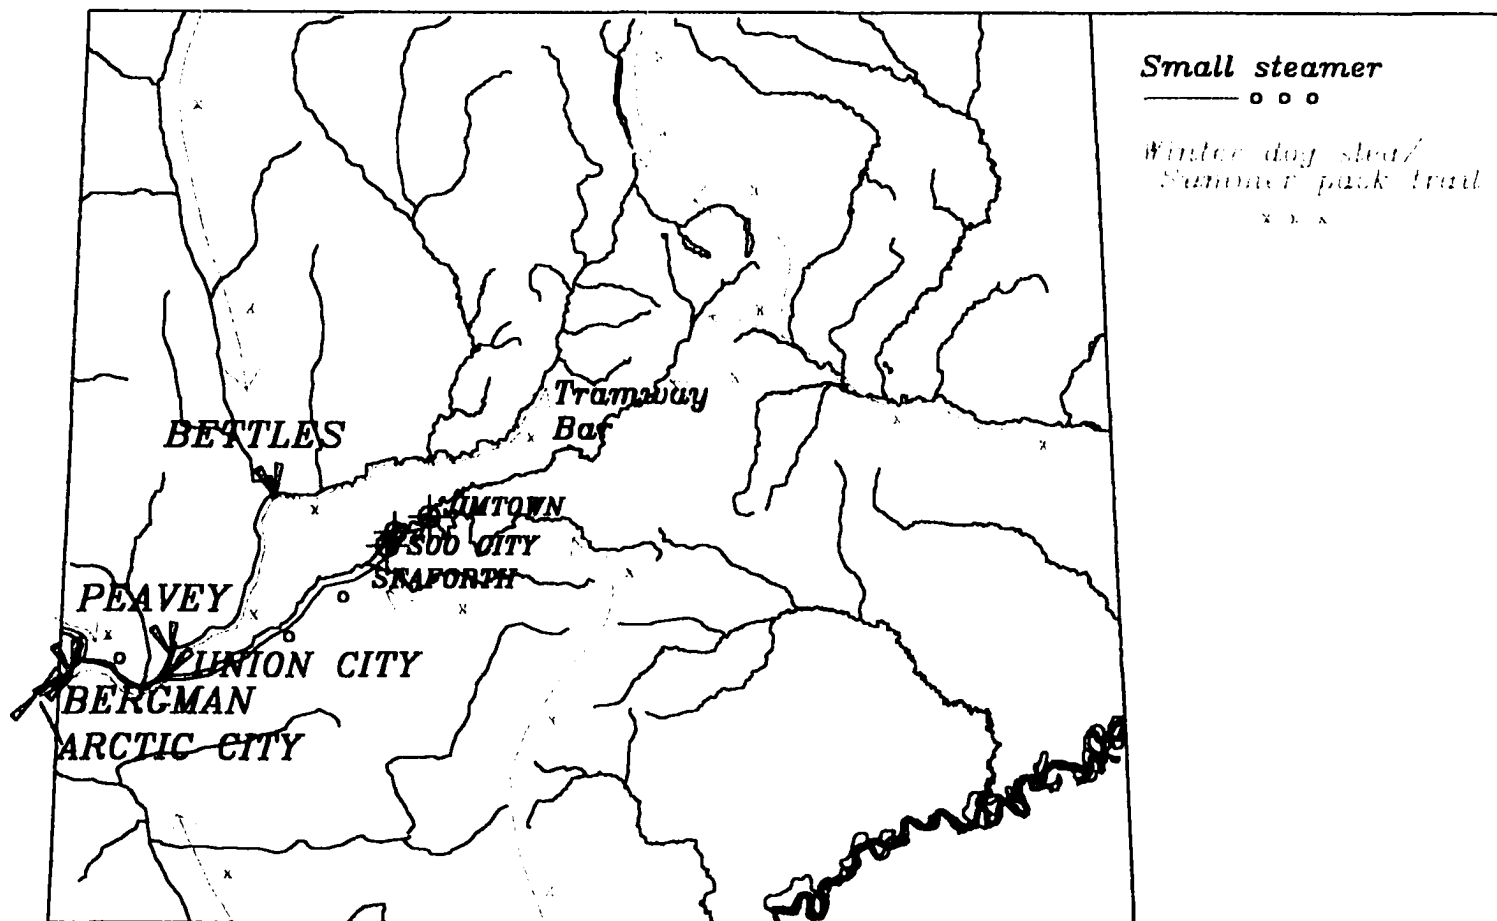 Small steamer
Winter dog sled/
Summer pack trail
x x x
Tramway
Bar
BETTLES
JIMTOWN
SOO CITY
SEAFORTH
PEAVEY
UNION CITY
BERGMAN
ARCTIC CITY